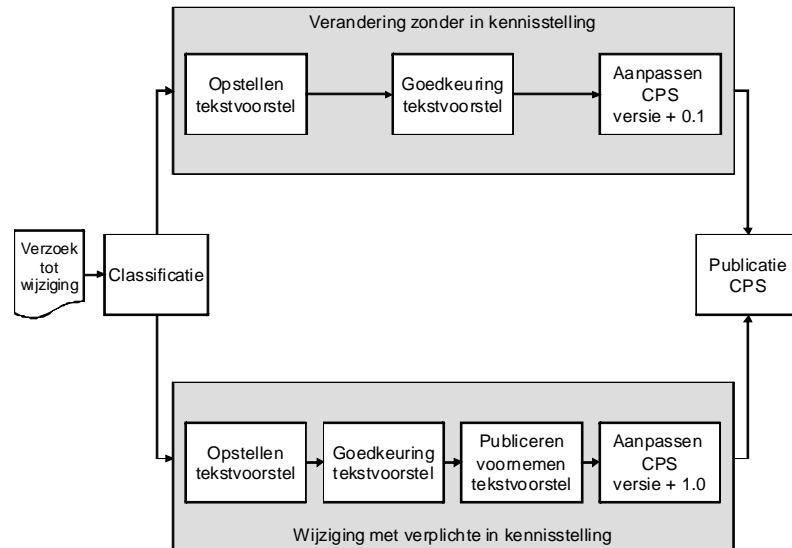 Verandering zonder in kennisstelling
Opstellen
tekstvoorstel
Goedkeuring
tekstvoorstel
Aanpassen
CPS
versie + 0.1
Verzoek
tot
wijziging
Classificatie
Publicatie
CPS
Opstellen
tekstvoorstel
Goedkeuring
tekstvoorstel
Publiceren
voornemen
tekstvoorstel
Aanpassen
CPS
versie + 1.0
Wijziging met verplichte in kennisstelling